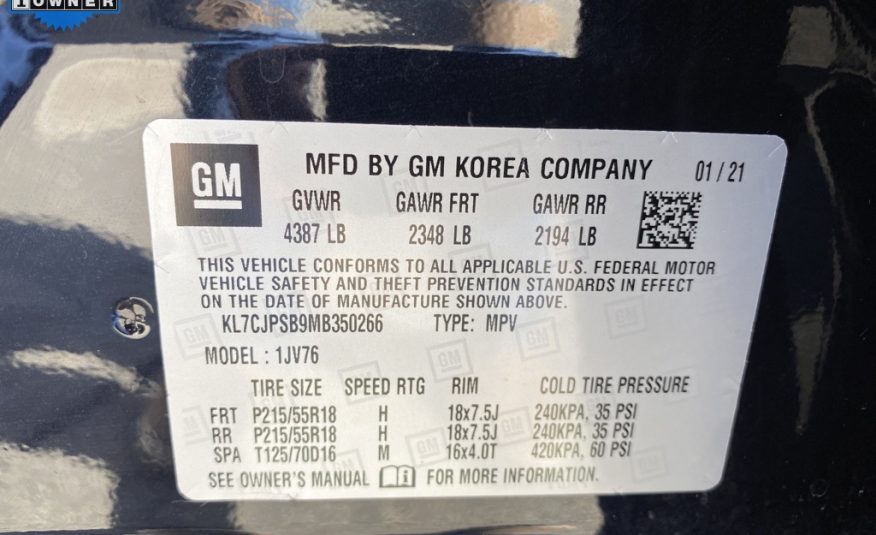 1 OWNER
GM
MFD BY GM KOREA COMPANY 01 / 21
GVWR GAWR FRT GAWR RR
4387 LB 2348 LB 2194 LB
THIS VEHICLE CONFORMS TO ALL APPLICABLE U.S. FEDERAL MOTOR
VEHICLE SAFETY AND THEFT PREVENTION STANDARDS IN EFFECT
ON THE DATE OF MANUFACTURE SHOWN ABOVE.
KL7CJPSB9MB350266 TYPE: MPV
MODEL : 1JV76
TIRE SIZE SPEED RTG RIM COLD TIRE PRESSURE
FRT P215/55R18 H 18x7.5J 240KPA, 35 PSI
RR P215/55R18 H 18x7.5J 240KPA, 35 PSI
SPA T125/70D16 M 16x4.0T 420KPA, 60 PSI
SEE OWNER'S MANUAL i FOR MORE INFORMATION.